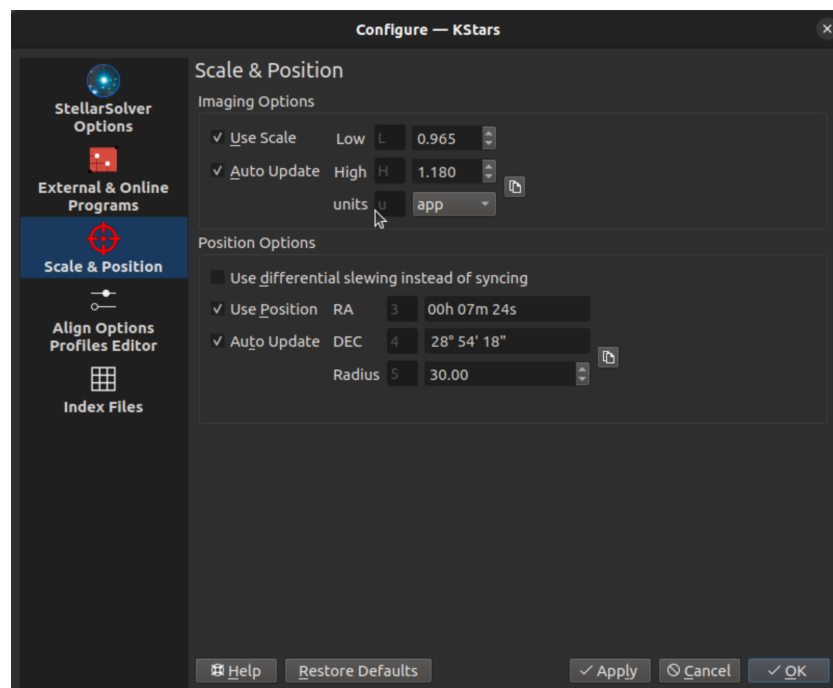 Configure — KStars
StellarSolver
Options
External & Online
Programs
Scale & Position
Align Options
Profiles Editor
Index Files
Scale & Position
Imaging Options
Use Scale Low L 0.965
Auto Update High H 1.180
units u app
Position Options
Use differential slewing instead of syncing
Use Position RA 3 00h 07m 24s
Auto Update DEC 4 28° 54' 18"
Radius 5 30.00
Help Restore Defaults Apply Cancel OK